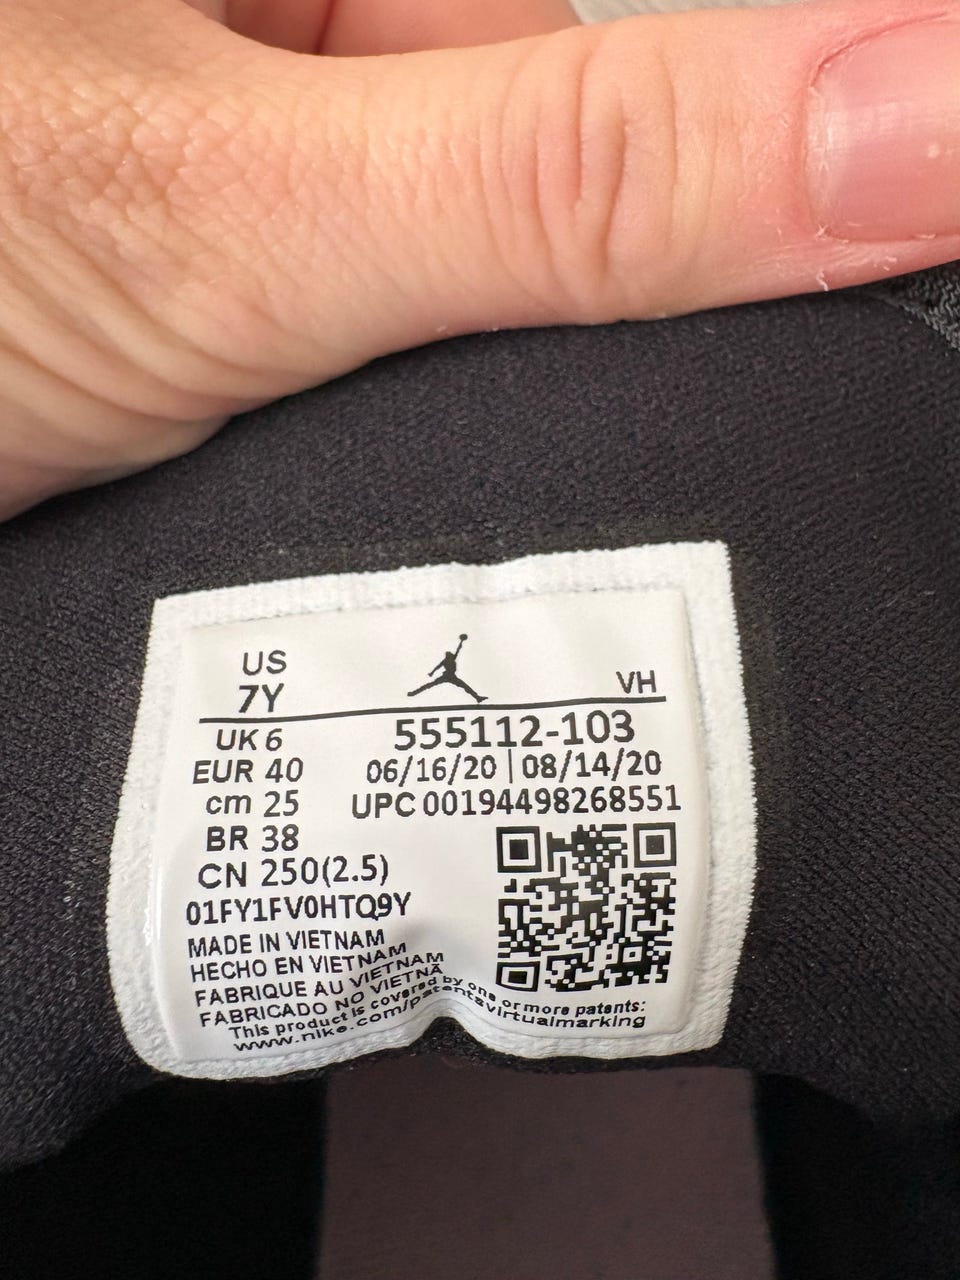 US
7Y
VH
UK 6
555112-103
EUR 40
06/16/20 | 08/14/20
cm 25
UPC 00194498268551
BR 38
CN 250(2.5)
01FY1FV0HTQ9Y
MADE IN VIETNAM
HECHO EN VIETNAM
FABRIQUE AU VIETNAM
FABRICADO NO VIETNÃ
This product is covered by one or more patents:
www.nike.com/patentsvirtualmarking